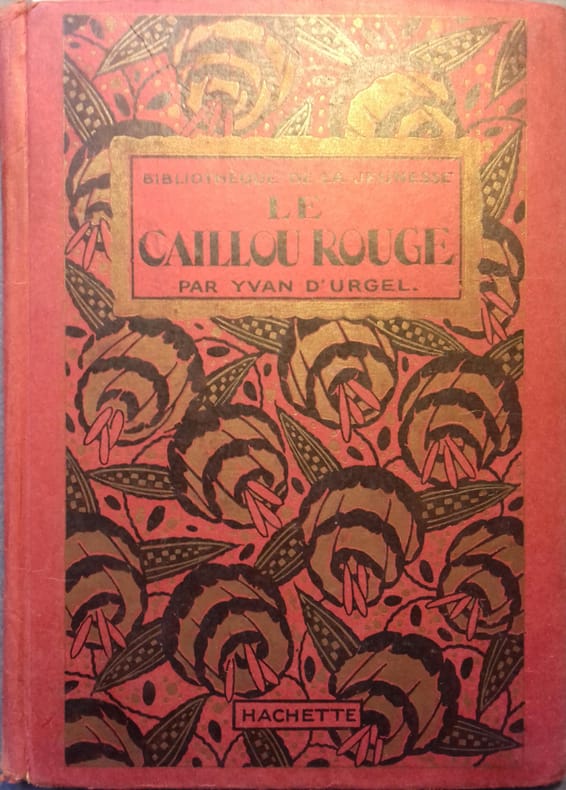 BIBLIOTHÈQUE DE LA JEUNESSE
LE
CAILLOU ROUGE
PAR YVAN D'URGEL.
HACHETTE